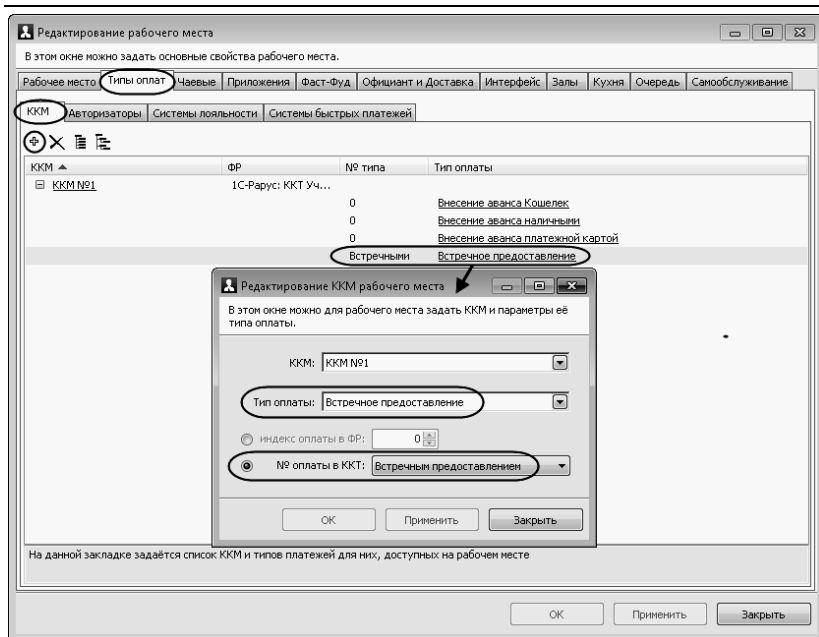 Редактирование рабочего места
В этом окне можно задать основные свойства рабочего места.
Рабочее место Типы оплат Чаевые Приложения Фаст-Фуд Официант и Доставка Интерфейс Залы Кухня Очередь Самообслуживание
ККМ Авторизаторы Системы лояльности Системы быстрых платежей
ККМ ФР № типа Тип оплаты
ККМ №1 1С-Рарус: ККТ Уч...
0 Внесение аванса Кошелек
0 Внесение аванса наличными
0 Внесение аванса платежной картой
Встречными Встречное предоставление
Редактирование ККМ рабочего места
В этом окне можно для рабочего места задать ККМ и параметры её
типа оплаты.
ККМ: ККМ №1
Тип оплаты: Встречное предоставление
индекс оплаты в ФР: 0
№ оплаты в ККТ: Встречным предоставлением
ОК Применить Закрыть
На данной закладке задаётся список ККМ и типов платежей для них, доступных на рабочем месте
ОК Применить Закрыть